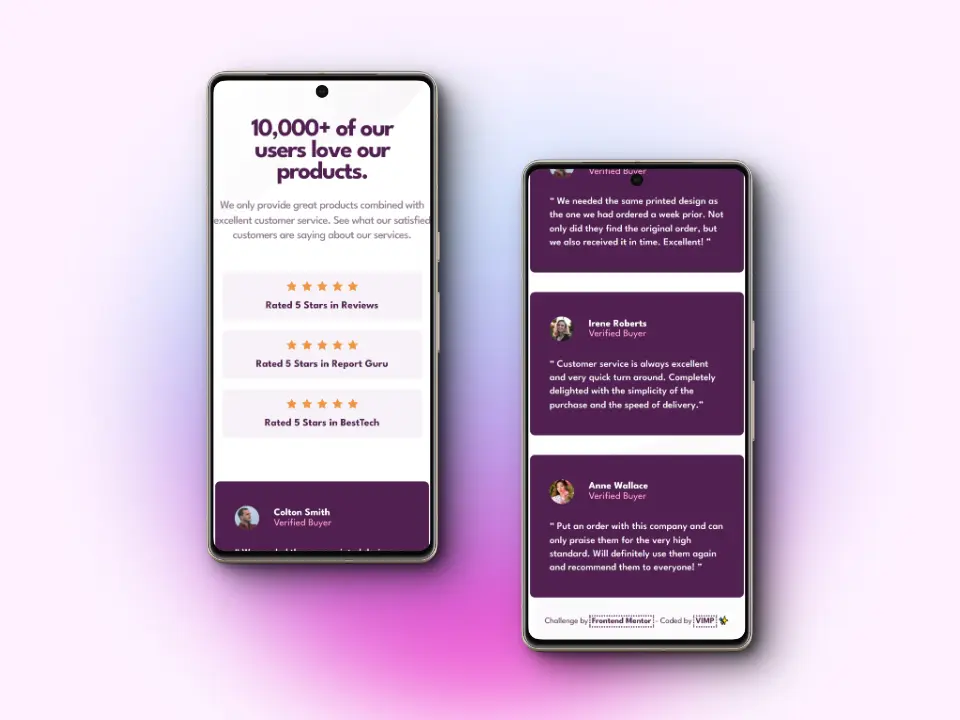 10,000+ of our
users love our
products.
We only provide great products combined with
excellent customer service. See what our satisfied
customers are saying about our services.
Rated 5 Stars in Reviews
Rated 5 Stars in Report Guru
Rated 5 Stars in BestTech
Colton Smith
Verified Buyer
Verified Buyer
“ We needed the same printed design as
the one we had ordered a week prior. Not
only did they find the original order, but
we also received it in time. Excellent! ”
Irene Roberts
Verified Buyer
“ Customer service is always excellent
and very quick turn around. Completely
delighted with the simplicity of the
purchase and the speed of delivery.”
Anne Wallace
Verified Buyer
“ Put an order with this company and can
only praise them for the very high
standard. Will definitely use them again
and recommend them to everyone! ”
Challenge by Frontend Mentor - Coded by VIMP